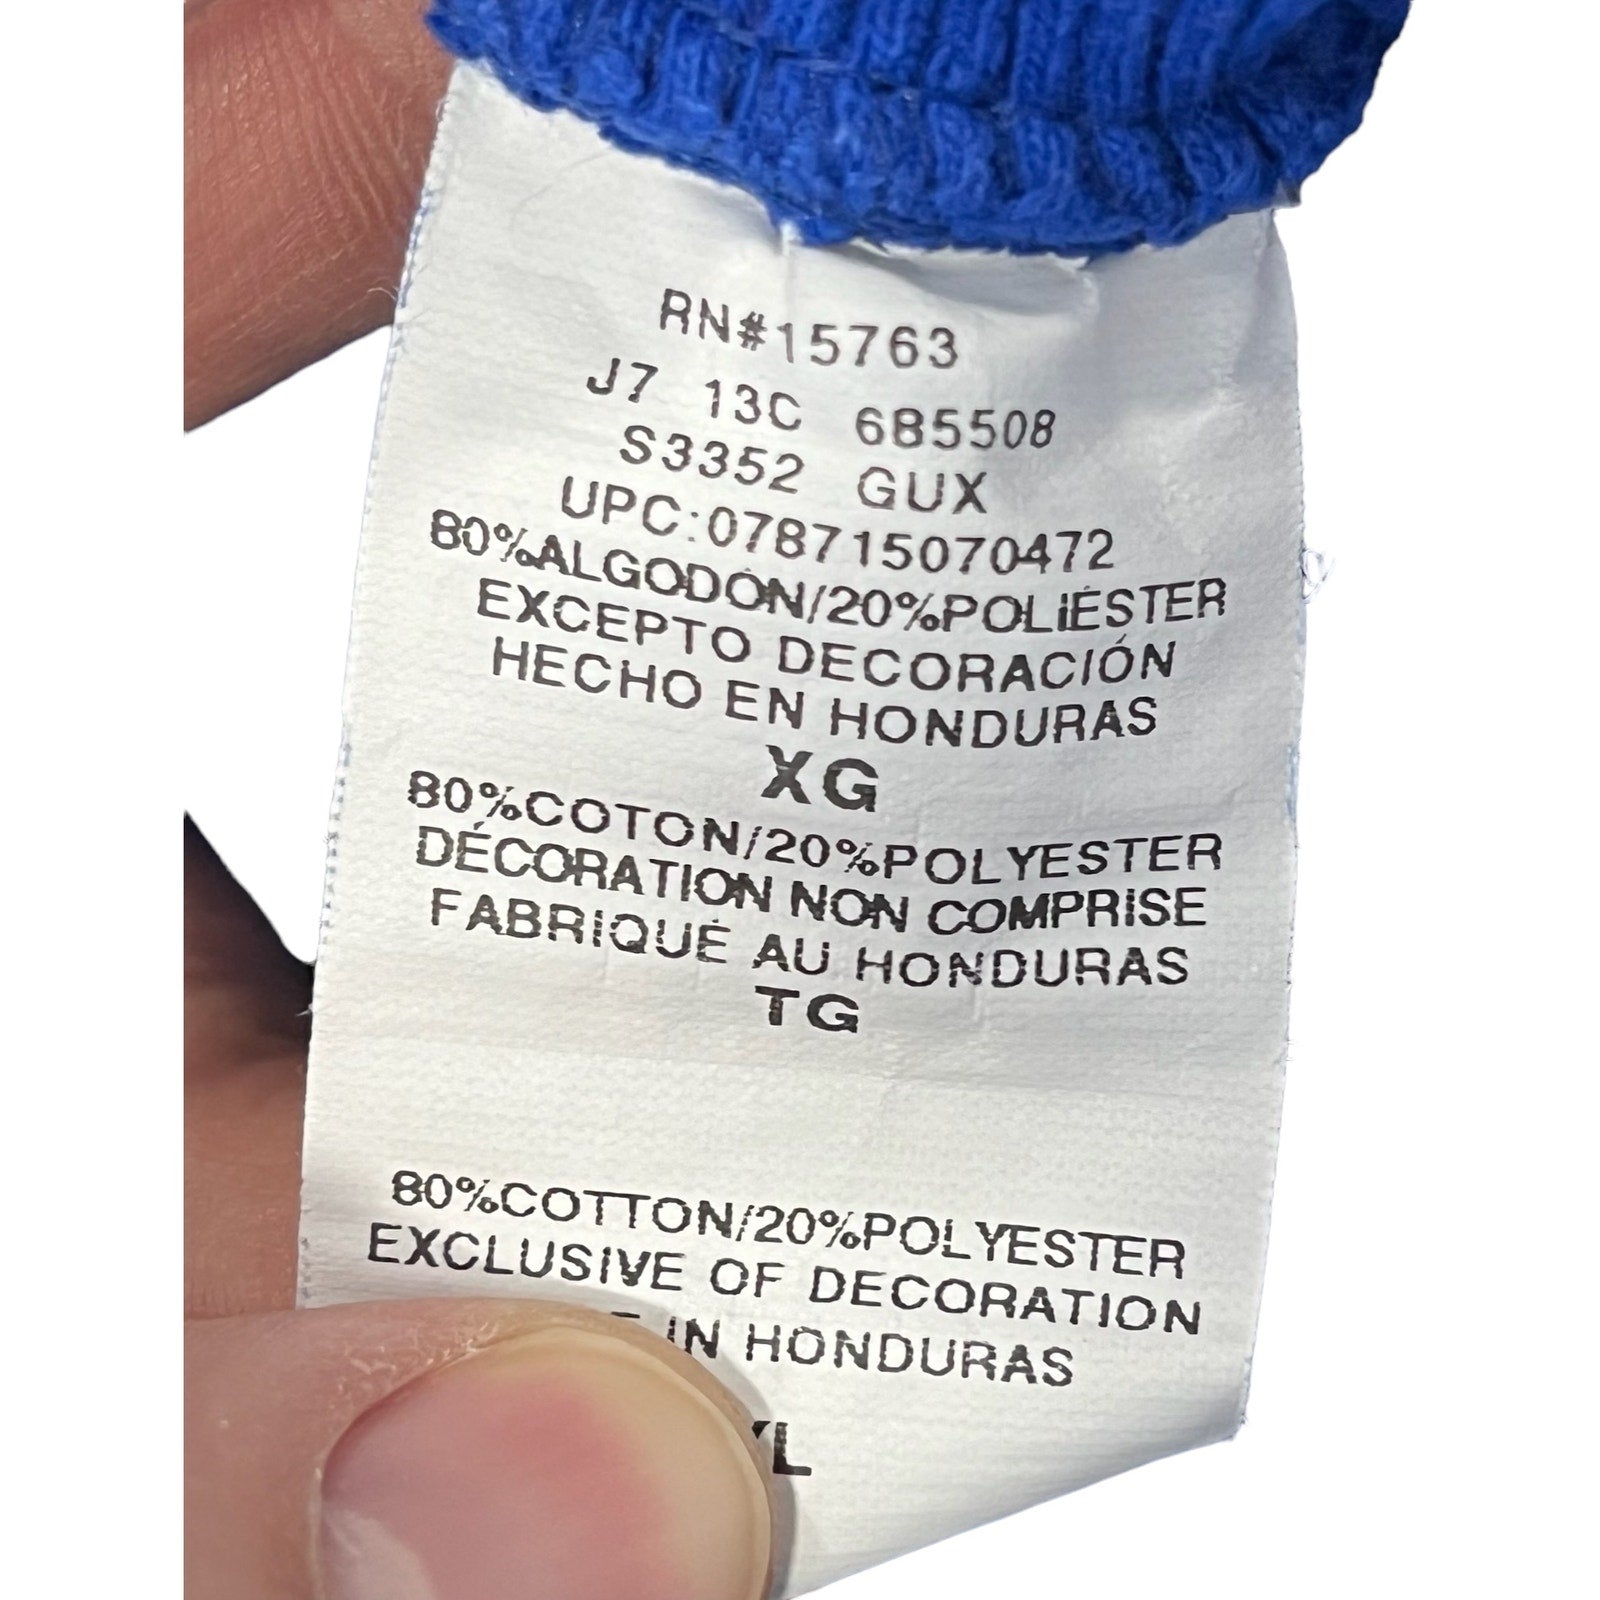 RN#15763
J7 13C 6B5508
S3352 GUX
UPC:078715070472
80%ALGODÓN/20%POLIÉSTER
EXCEPTO DECORACIÓN
HECHO EN HONDURAS
XG
80%COTON/20%POLYESTER
DÉCORATION NON COMPRISE
FABRIQUÉ AU HONDURAS
TG
80%COTTON/20%POLYESTER
EXCLUSIVE OF DECORATION
IN HONDURAS